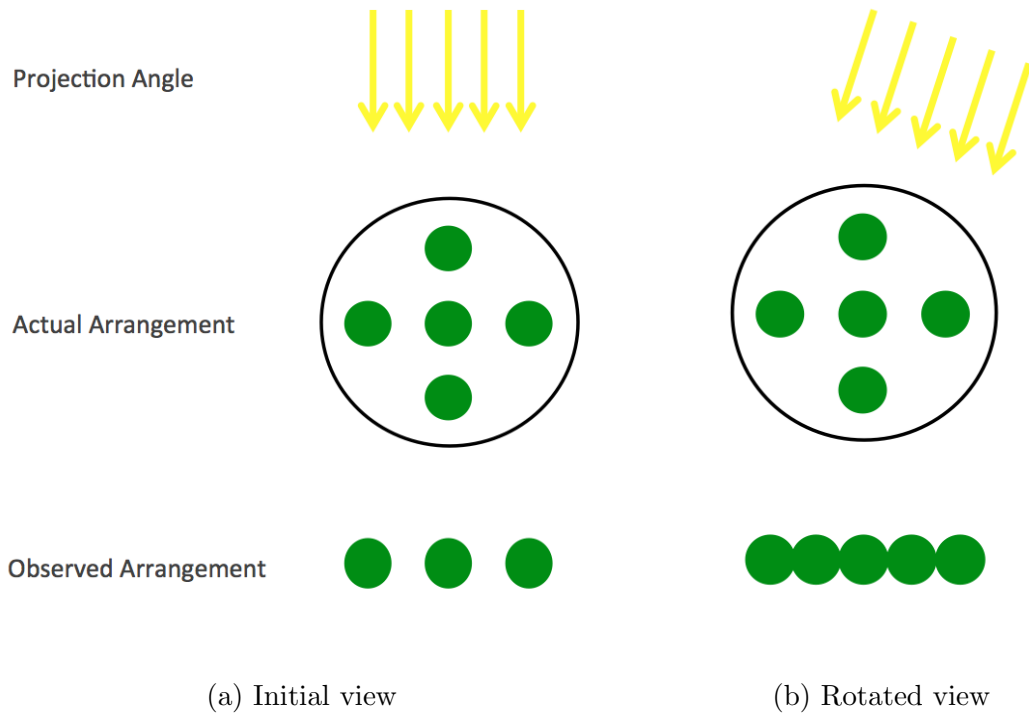 Projection Angle
Actual Arrangement
Observed Arrangement
(a) Initial view
(b) Rotated view